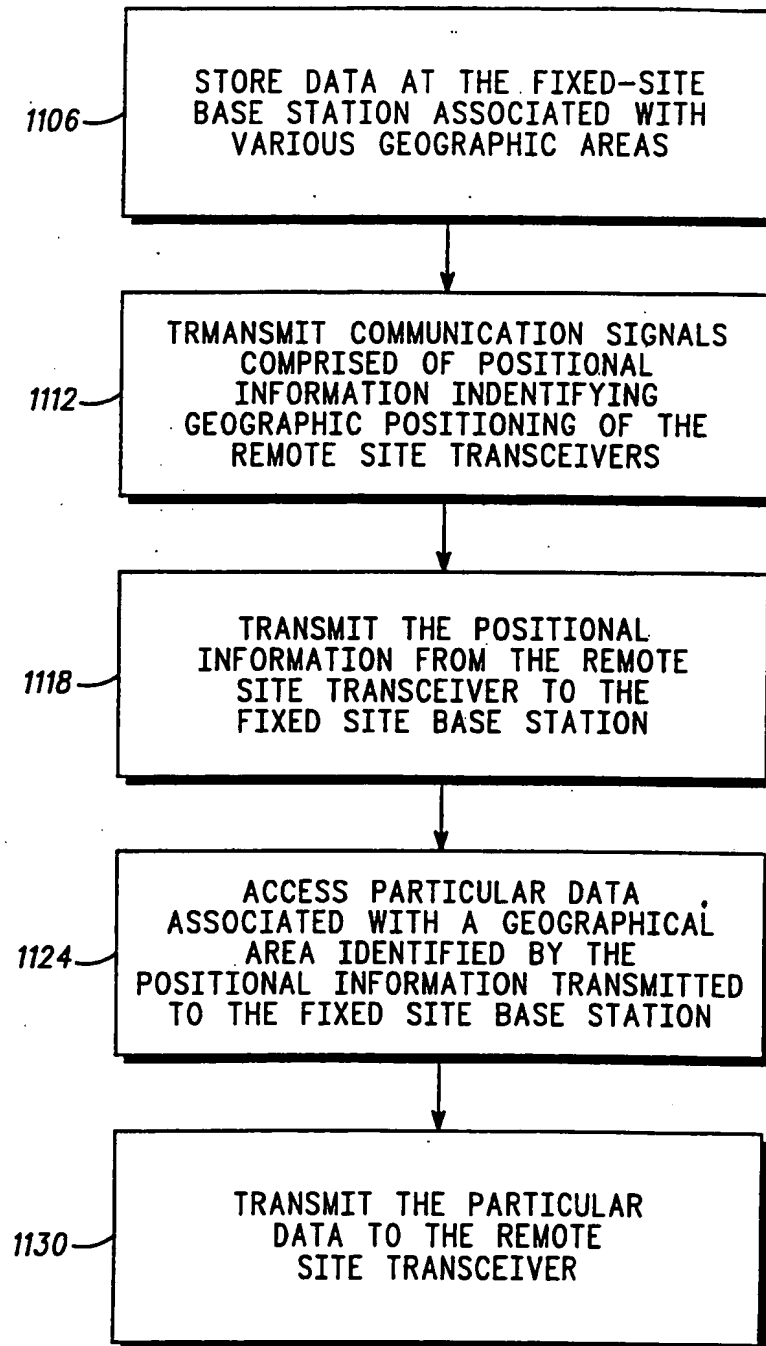 1106
STORE DATA AT THE FIXED-SITE
BASE STATION ASSOCIATED WITH
VARIOUS GEOGRAPHIC AREAS
1112
TRMANSMIT COMMUNICATION SIGNALS
COMPRISED OF POSITIONAL
INFORMATION INDENTIFYING
GEOGRAPHIC POSITIONING OF THE
REMOTE SITE TRANSCEIVERS
1118
TRANSMIT THE POSITIONAL
INFORMATION FROM THE REMOTE
SITE TRANSCEIVER TO THE
FIXED SITE BASE STATION
1124
ACCESS PARTICULAR DATA
ASSOCIATED WITH A GEOGRAPHICAL
AREA IDENTIFIED BY THE
POSITIONAL INFORMATION TRANSMITTED
TO THE FIXED SITE BASE STATION
1130
TRANSMIT THE PARTICULAR
DATA TO THE REMOTE
SITE TRANSCEIVER